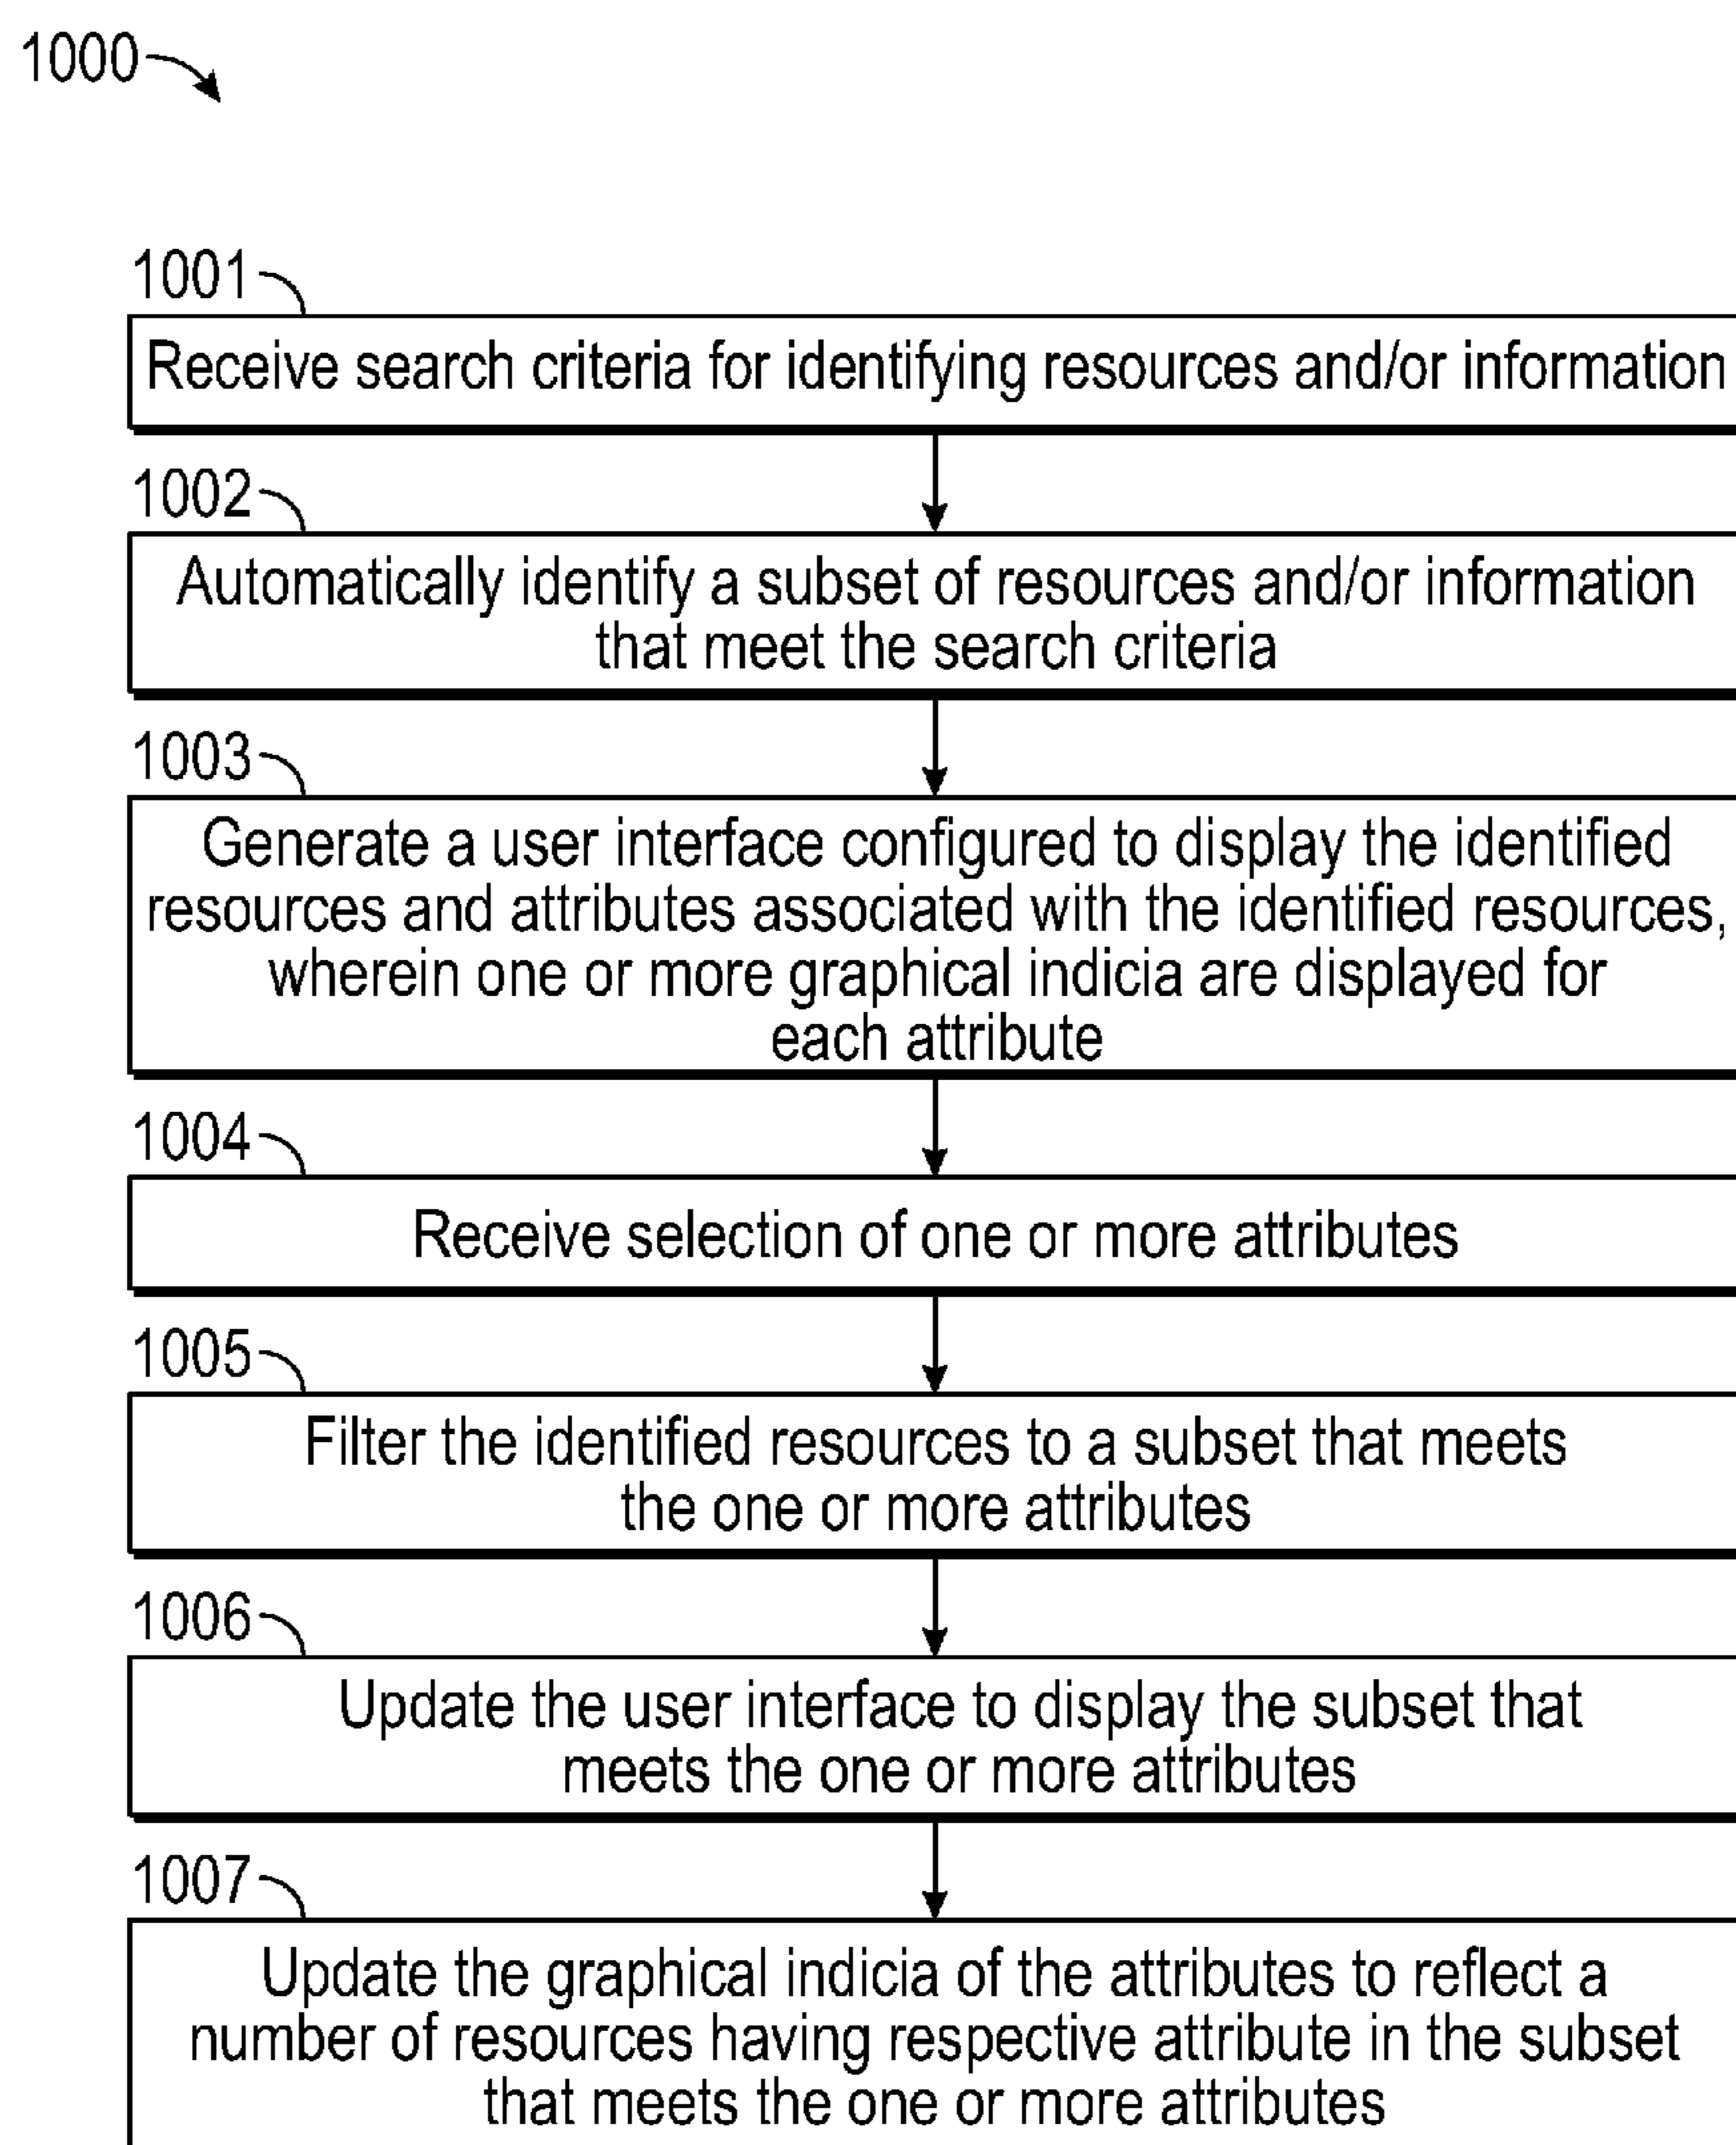 1000
1001
Receive search criteria for identifying resources and/or information
1002
Automatically identify a subset of resources and/or information
that meet the search criteria
1003
Generate a user interface configured to display the identified
resources and attributes associated with the identified resources,
wherein one or more graphical indicia are displayed for
each attribute
1004
Receive selection of one or more attributes
1005
Filter the identified resources to a subset that meets
the one or more attributes
1006
Update the user interface to display the subset that
meets the one or more attributes
1007
Update the graphical indicia of the attributes to reflect a
number of resources having respective attribute in the subset
that meets the one or more attributes